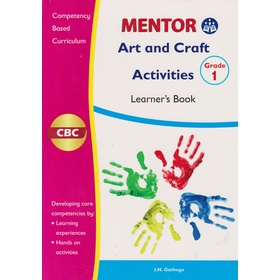 Competency
Based
Curriculum
MENTOR
Art and Craft
Grade
1
Activities
Learner's Book
CBC
Developing core
competencies by:
• Learning
experiences
• Hands on
activities
J.N. Gathogo